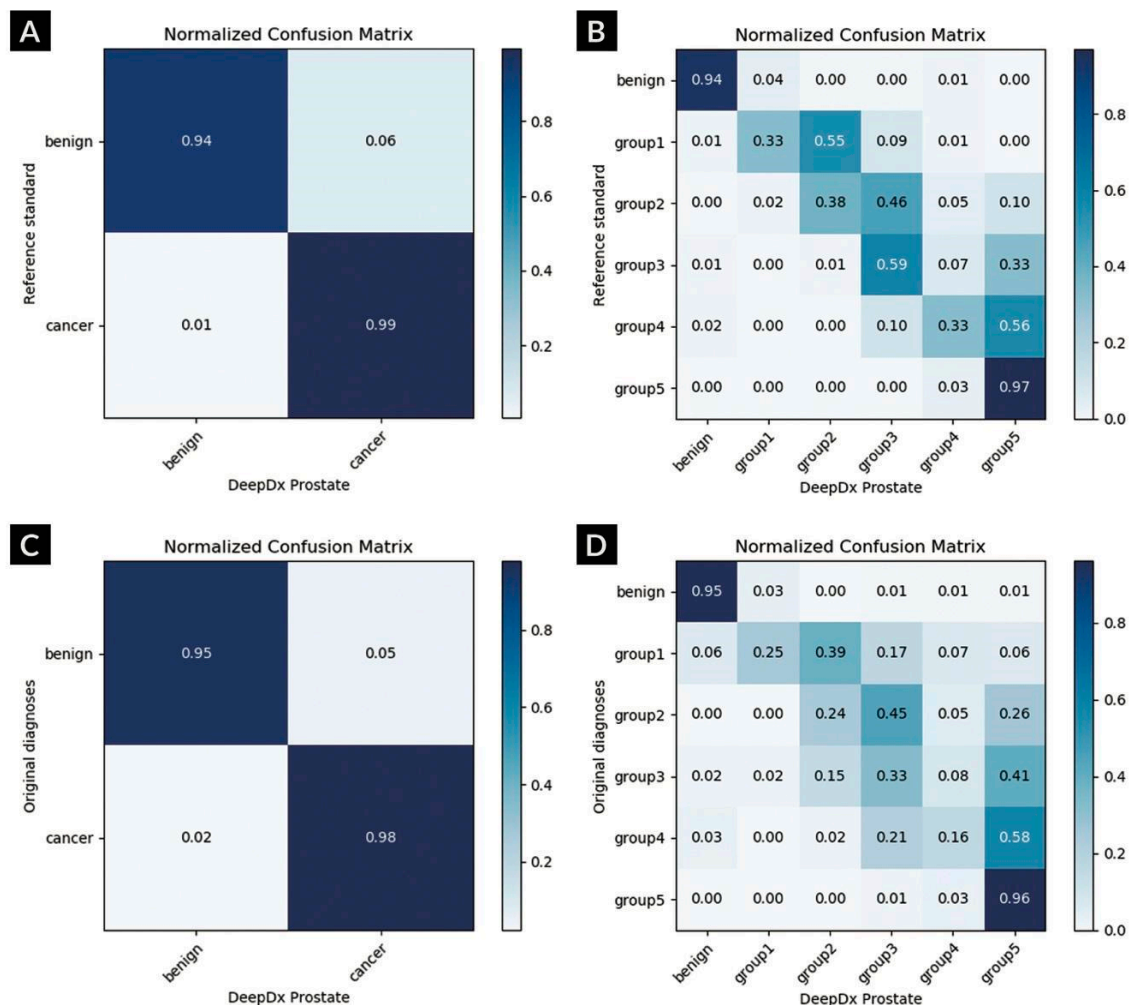 A
Normalized Confusion Matrix
Reference standard
benign
0.94 0.06
0.8
0.6
0.4
cancer
0.01 0.99
0.2
benign cancer
DeepDx Prostate
B
Normalized Confusion Matrix
Reference standard
benign 0.94 0.04 0.00 0.00 0.01 0.00
group1 0.01 0.33 0.55 0.09 0.01 0.00
group2 0.00 0.02 0.38 0.46 0.05 0.10
group3 0.01 0.00 0.01 0.59 0.07 0.33
group4 0.02 0.00 0.00 0.10 0.33 0.56
group5 0.00 0.00 0.00 0.00 0.03 0.97
0.8
0.6
0.4
0.2
0.0
benign group1 group2 group3 group4 group5
DeepDx Prostate
C
Normalized Confusion Matrix
Original diagnoses
benign
0.95 0.05
0.8
0.6
0.4
cancer
0.02 0.98
0.2
benign cancer
DeepDx Prostate
D
Normalized Confusion Matrix
Original diagnoses
benign 0.95 0.03 0.00 0.01 0.01 0.01
group1 0.06 0.25 0.39 0.17 0.07 0.06
group2 0.00 0.00 0.24 0.45 0.05 0.26
group3 0.02 0.02 0.15 0.33 0.08 0.41
group4 0.03 0.00 0.02 0.21 0.16 0.58
group5 0.00 0.00 0.00 0.01 0.03 0.96
0.8
0.6
0.4
0.2
0.0
benign group1 group2 group3 group4 group5
DeepDx Prostate